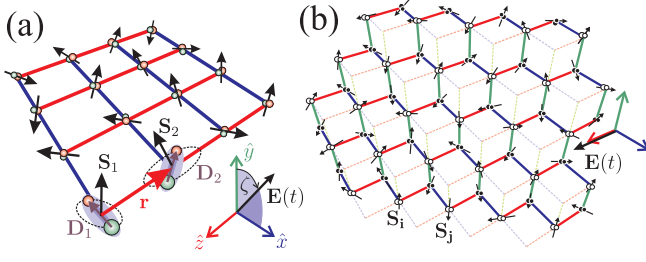 (a)
S₁
S₂
D₁
D₂
r
ŷ
ζ
E(t)
ẑ
x̂
(b)
E(t)
Sᵢ
Sⱼ